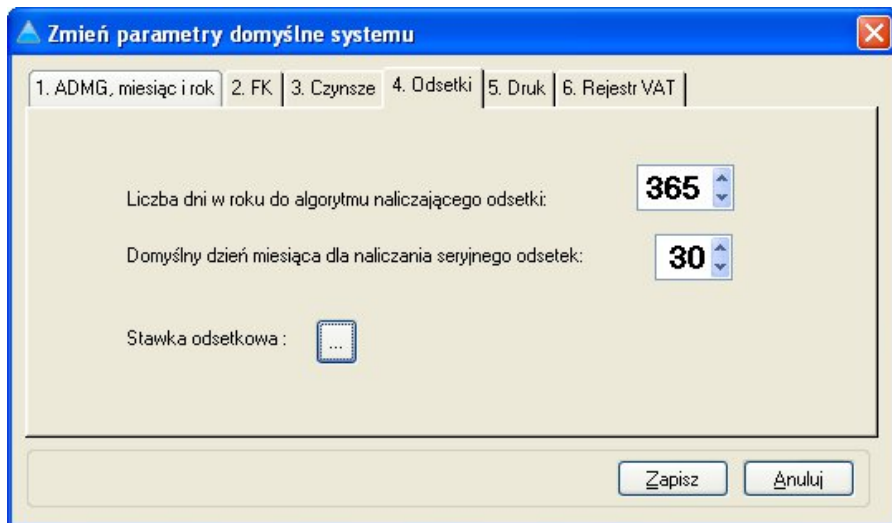 Zmień parametry domyślne systemu
1. ADMG, miesiąc i rok 2. FK 3. Czynsze 4. Odsetki 5. Druk 6. Rejestr VAT
Liczba dni w roku do algorytmu naliczającego odsetki: 365
Domyślny dzień miesiąca dla naliczania seryjnego odsetek: 30
Stawka odsetkowa : ...
Zapisz Anuluj